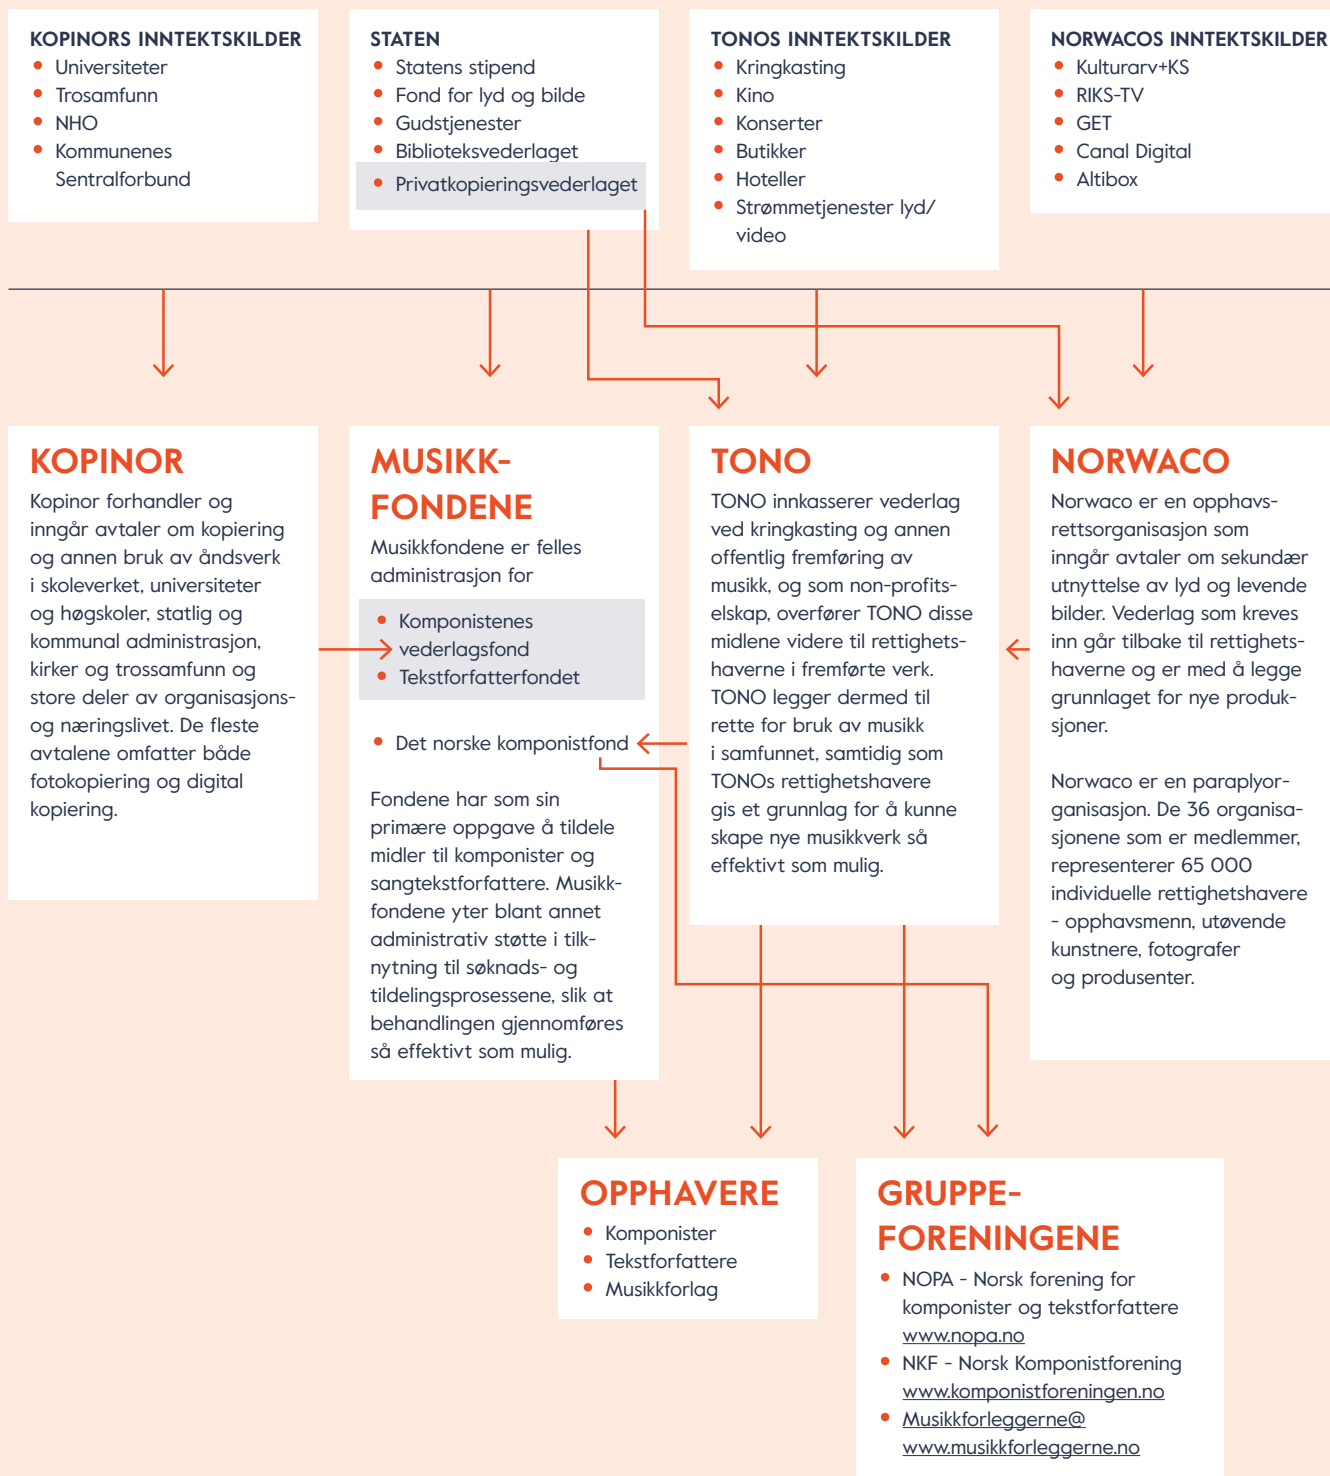 KOPINORS INNTEKTSKILDER
• Universiteter
• Trosamfunn
• NHO
• Kommunenes
Sentralforbund
STATEN
• Statens stipend
• Fond for lyd og bilde
• Gudstjenester
• Biblioteksvederlaget
• Privatkopieringsvederlaget
TONOS INNTEKTSKILDER
• Kringkasting
• Kino
• Konserter
• Butikker
• Hoteller
• Strømmetjenester lyd/
video
NORWACOS INNTEKTSKILDER
• Kulturarv+KS
• RIKS-TV
• GET
• Canal Digital
• Altibox
KOPINOR
Kopinor forhandler og
inngår avtaler om kopiering
og annen bruk av åndsverk
i skoleverket, universiteter
og høgskoler, statlig og
kommunal administrasjon,
kirker og trossamfunn og
store deler av organisasjons-
og næringslivet. De fleste
avtalene omfatter både
fotokopiering og digital
kopiering.
MUSIKK-
FONDENE
Musikkfondene er felles
administrasjon for
• Komponistenes
vederlagsfond
• Tekstforfatterfondet
• Det norske komponistfond
Fondene har som sin
primære oppgave å tildele
midler til komponister og
sangtekstforfattere. Musikk-
fondene yter blant annet
administrativ støtte i tilk-
nytning til søknads- og
tildelingsprosessene, slik at
behandlingen gjennomføres
så effektivt som mulig.
TONO
TONO innkasserer vederlag
ved kringkasting og annen
offentlig fremføring av
musikk, og som non-profits-
elskap, overfører TONO disse
midlene videre til rettighets-
haverne i fremførte verk.
TONO legger dermed til
rette for bruk av musikk
i samfunnet, samtidig som
TONOs rettighetshavere
gis et grunnlag for å kunne
skape nye musikkverk så
effektivt som mulig.
NORWACO
Norwaco er en opphavs-
rettsorganisasjon som
inngår avtaler om sekundær
utnyttelse av lyd og levende
bilder. Vederlag som kreves
inn går tilbake til rettighets-
haverne og er med å legge
grunnlaget for nye produk-
sjoner.
Norwaco er en paraplyor-
ganisasjon. De 36 organisa-
sjonene som er medlemmer,
representerer 65 000
individuelle rettighetshavere
- opphavsmenn, utøvende
kunstnere, fotografer
og produsenter.
OPPHAVERE
• Komponister
• Tekstforfattere
• Musikkforlag
GRUPPE-
FORENINGENE
• NOPA - Norsk forening for
komponister og tekstforfattere
www.nopa.no
• NKF - Norsk Komponistforening
www.komponistforeningen.no
• Musikkforleggerne@
www.musikkforleggerne.no